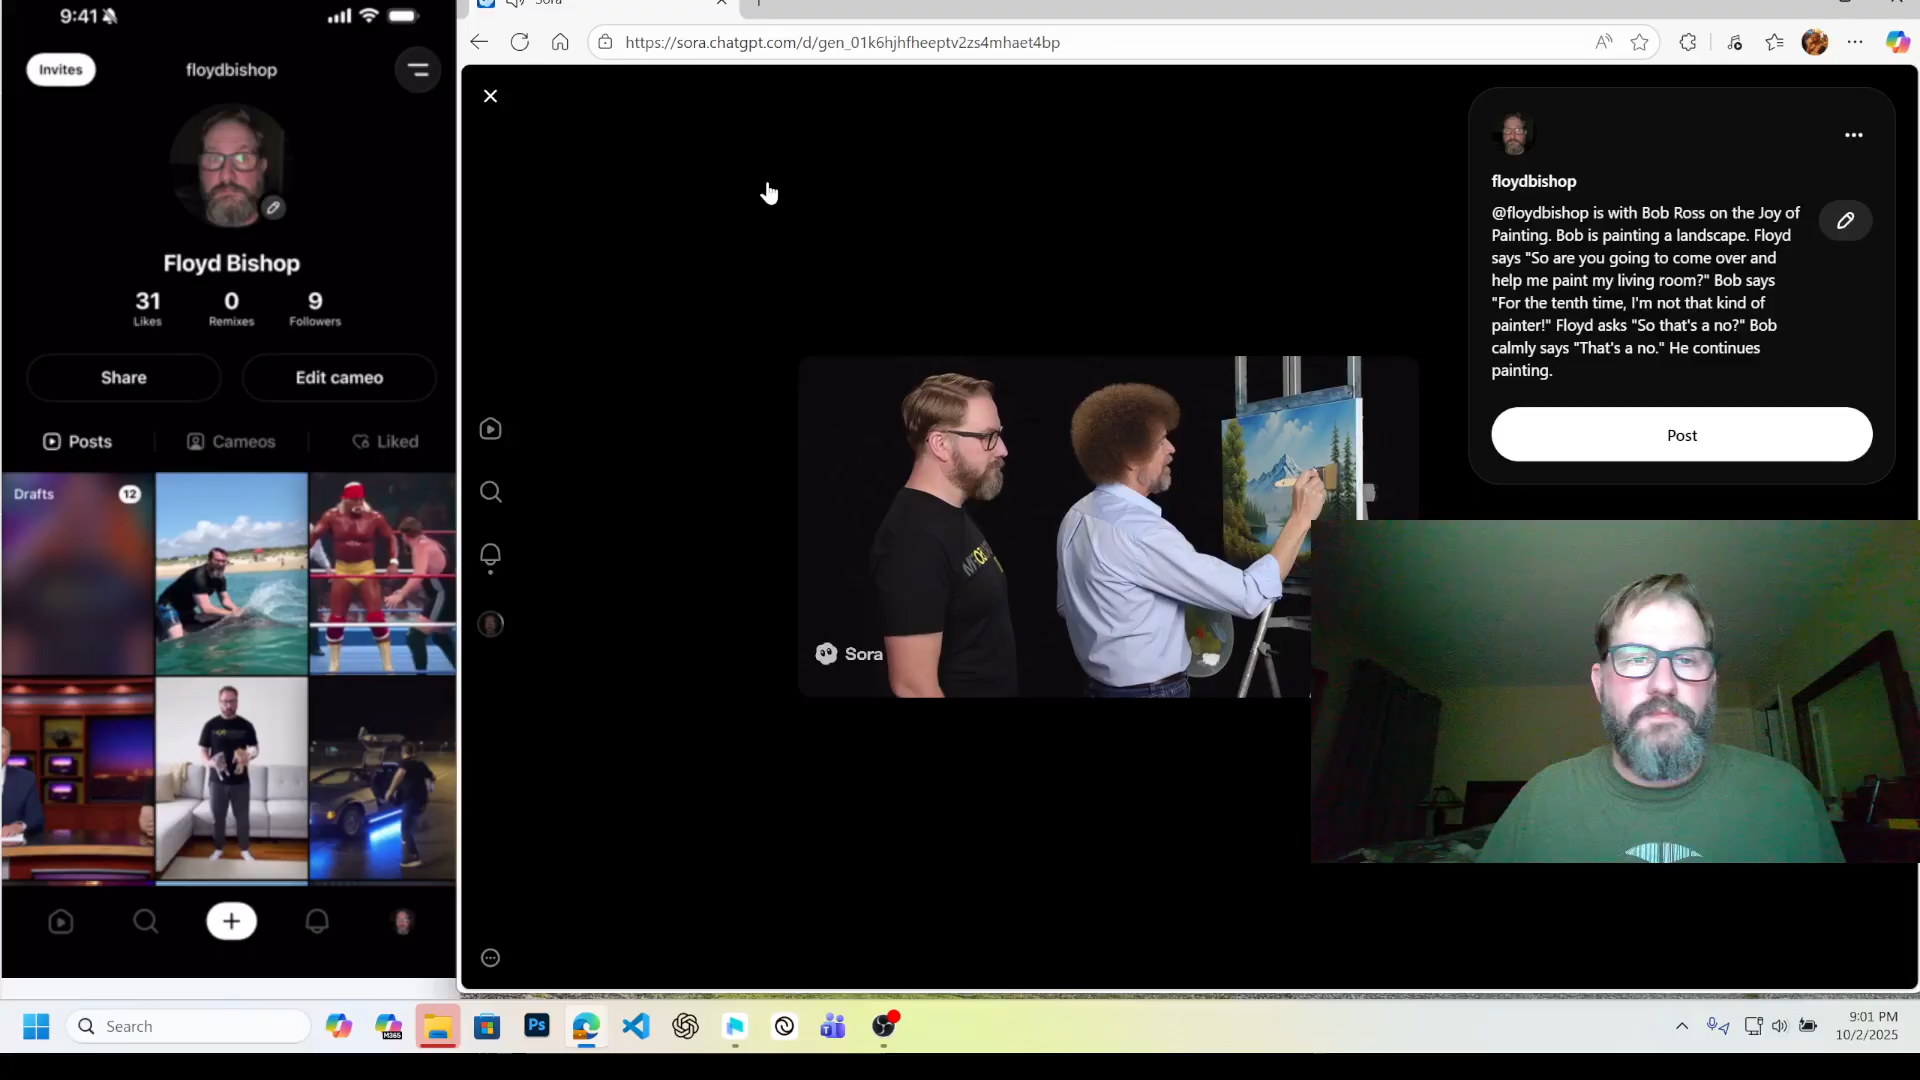 9:41
Invites
floydbishop
Floyd Bishop
31
0
9
Likes
Remixes
Followers
Share
Edit cameo
Posts
Cameos
Liked
Drafts
12
Sora
https://sora.chatgpt.com/d/gen_01k6hjhfheeptv2zs4mhaet4bp
floydbishop
@floydbishop is with Bob Ross on the Joy of
Painting. Bob is painting a landscape. Floyd
says "So are you going to come over and
help me paint my living room?" Bob says
"For the tenth time, I'm not that kind of
painter!" Floyd asks "So that's a no?" Bob
calmly says "That's a no." He continues
painting.
Post
Sora
Search
M365
Ps
9:01 PM
10/2/2025